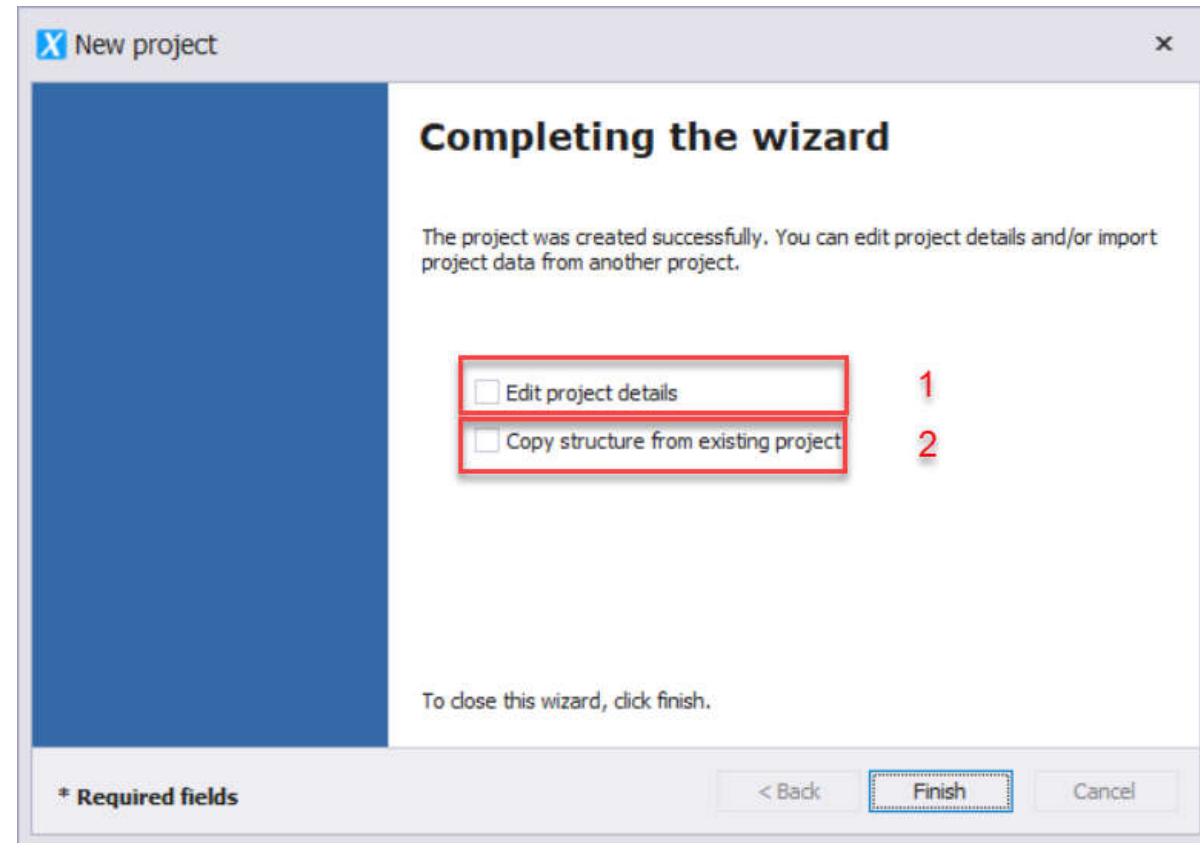 X New project
Completing the wizard
The project was created successfully. You can edit project details and/or import
project data from another project.
Edit project details 1
Copy structure from existing project 2
To close this wizard, click finish.
* Required fields < Back Finish Cancel